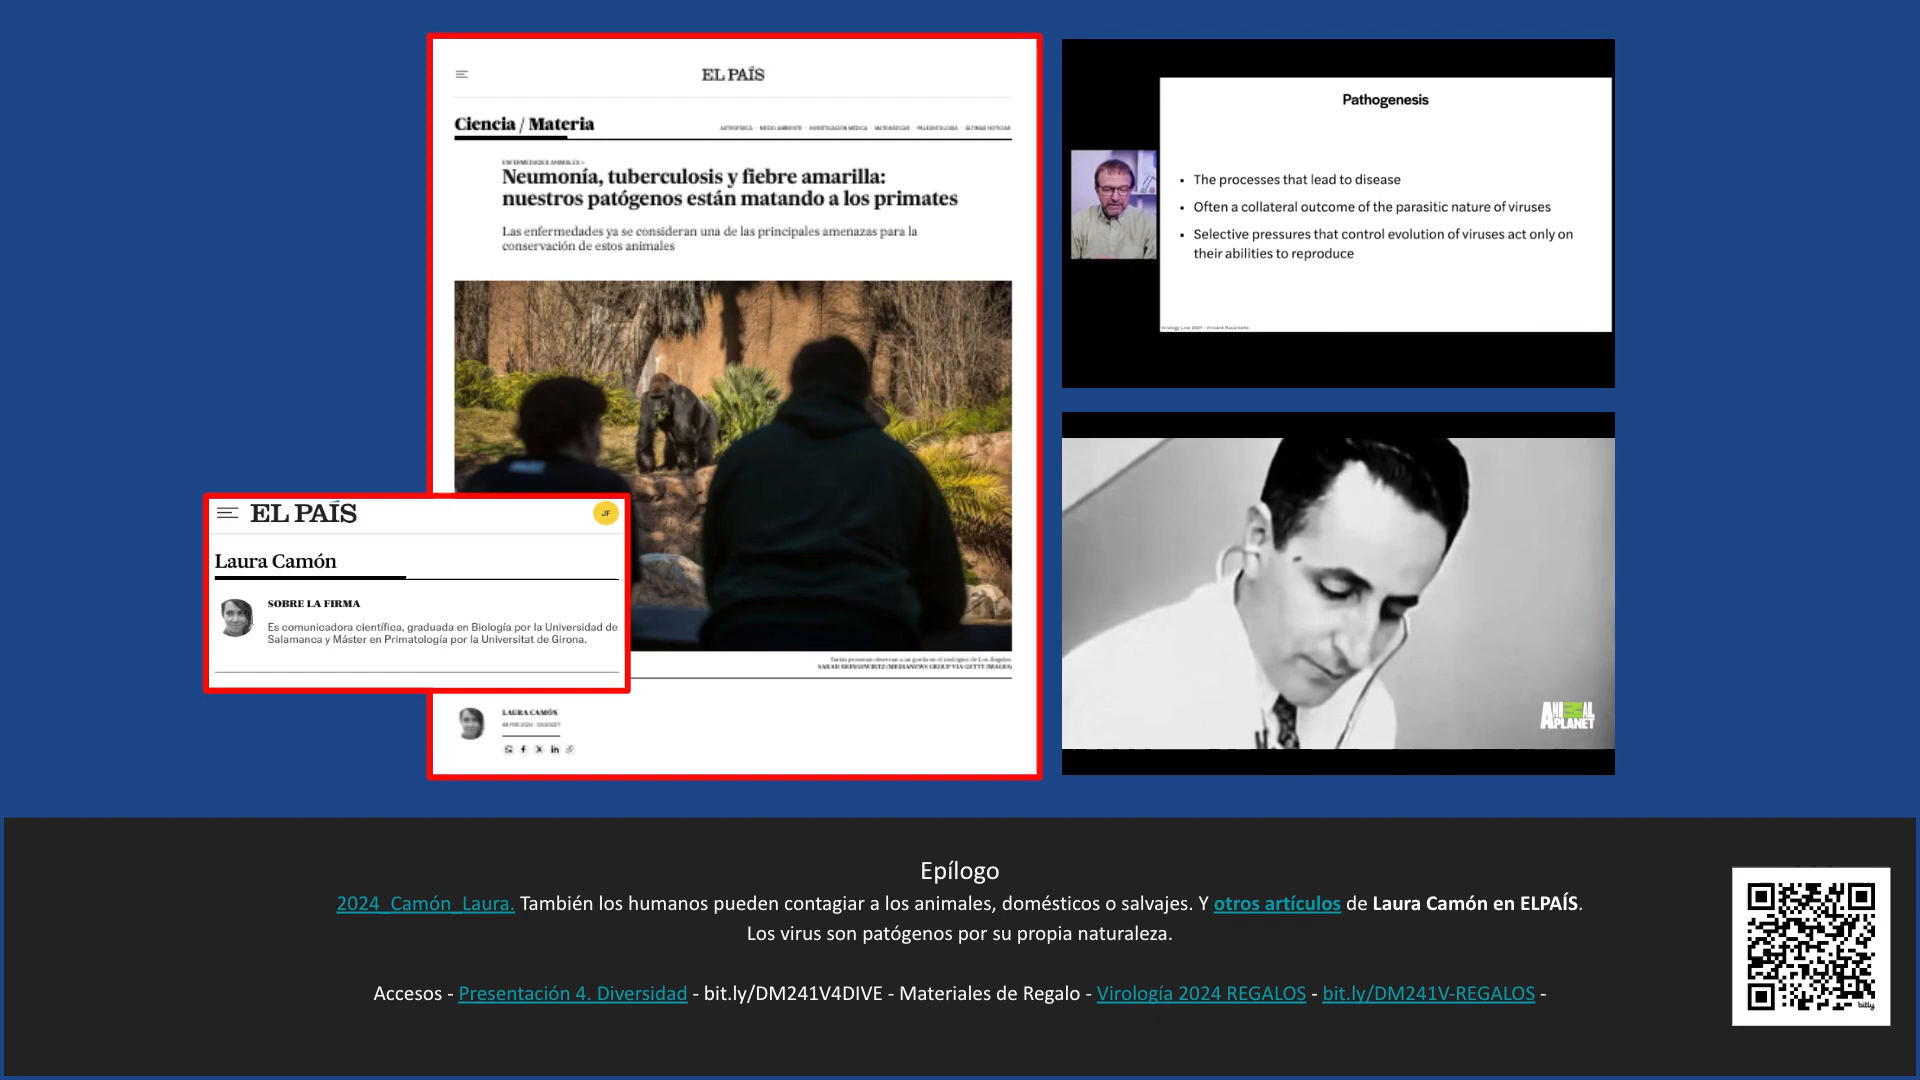 EL PAÍS
Ciencia / Materia
ASTROFÍSICA · MEDIO AMBIENTE · INVESTIGACIÓN MÉDICA · MATEMÁTICAS · PALEONTOLOGÍA · ÚLTIMAS NOTICIAS
ENFERMEDADES ANIMALES >
Neumonía, tuberculosis y fiebre amarilla:
nuestros patógenos están matando a los primates
Las enfermedades ya se consideran una de las principales amenazas para la
conservación de estos animales
Varias personas observan a un gorila en el zoológico de Los Ángeles.
SARAH REINGEWIRTZ (MEDIANEWS GROUP VIA GETTY IMAGES)
LAURA CAMÓN
EL PAÍS
JF
Laura Camón
SOBRE LA FIRMA
Es comunicadora científica, graduada en Biología por la Universidad de
Salamanca y Máster en Primatología por la Universitat de Girona.
Pathogenesis
• The processes that lead to disease
• Often a collateral outcome of the parasitic nature of viruses
• Selective pressures that control evolution of viruses act only on
their abilities to reproduce
ANIMAL
PLANET
Epílogo
2024_Camón_Laura. También los humanos pueden contagiar a los animales, domésticos o salvajes. Y otros artículos de Laura Camón en ELPAÍS.
Los virus son patógenos por su propia naturaleza.
Accesos - Presentación 4. Diversidad - bit.ly/DM241V4DIVE - Materiales de Regalo - Virología 2024 REGALOS - bit.ly/DM241V-REGALOS -
bitly